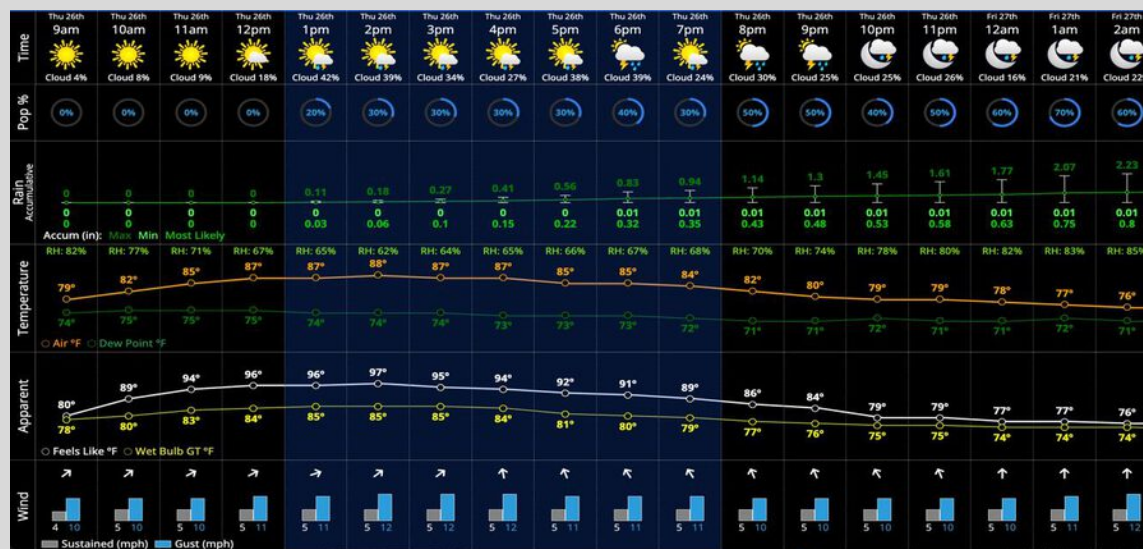 Thu 26th Thu 26th Thu 26th Thu 26th Thu 26th Thu 26th Thu 26th Thu 26th Thu 26th Thu 26th Thu 26th Thu 26th Thu 26th Thu 26th Thu 26th Fri 27th Fri 27th Fri 27th
Time 9am 10am 11am 12pm 1pm 2pm 3pm 4pm 5pm 6pm 7pm 8pm 9pm 10pm 11pm 12am 1am 2am
Cloud 4% Cloud 8% Cloud 9% Cloud 18% Cloud 42% Cloud 39% Cloud 34% Cloud 27% Cloud 38% Cloud 39% Cloud 24% Cloud 30% Cloud 25% Cloud 25% Cloud 26% Cloud 16% Cloud 21% Cloud 22
Pop % 0% 0% 0% 0% 20% 30% 30% 30% 30% 40% 30% 50% 50% 40% 50% 60% 70% 60%
Rain Accumulative
0 0 0 0 0.11 0.18 0.27 0.41 0.56 0.83 0.94 1.14 1.3 1.45 1.61 1.77 2.07 2.23
0 0 0 0 0 0 0 0 0 0.01 0.01 0.01 0.01 0.01 0.01 0.01 0.01 0.01
0 0 0 0 0.03 0.06 0.1 0.15 0.22 0.32 0.35 0.43 0.48 0.53 0.58 0.63 0.75 0.8
Accum (in): Max Min Most Likely
RH: 82% RH: 77% RH: 71% RH: 67% RH: 65% RH: 62% RH: 64% RH: 65% RH: 66% RH: 67% RH: 68% RH: 70% RH: 74% RH: 78% RH: 80% RH: 82% RH: 83% RH: 85%
Temperature
79° 82° 85° 87° 87° 88° 87° 87° 85° 85° 84° 82° 80° 79° 79° 78° 77° 76°
74° 75° 75° 75° 74° 74° 74° 73° 73° 73° 72° 71° 71° 72° 71° 71° 72° 71°
Air °F Dew Point °F
Apparent
80° 89° 94° 96° 96° 97° 95° 94° 92° 91° 89° 86° 84° 79° 79° 77° 77° 76°
78° 80° 83° 84° 85° 85° 85° 84° 81° 80° 79° 77° 76° 75° 75° 74° 74° 74°
Feels Like °F Wet Bulb GT °F
Wind
4 10 5 10 5 10 5 11 5 11 5 12 5 12 5 12 5 11 5 11 5 11 5 10 5 10 5 10 5 10 5 11 5 12 5 11
Sustained (mph) Gust (mph)